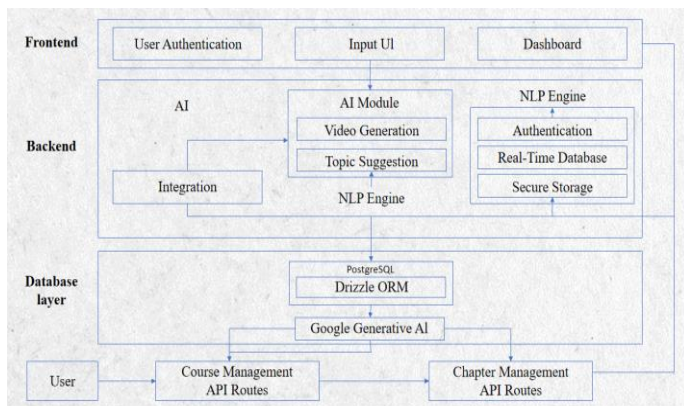 Frontend
User Authentication
Input UI
Dashboard
Backend
AI
AI Module
Video Generation
Topic Suggestion
NLP Engine
Integration
NLP Engine
Authentication
Real-Time Database
Secure Storage
Database
layer
PostgreSQL
Drizzle ORM
Google Generative AI
User
Course Management
API Routes
Chapter Management
API Routes